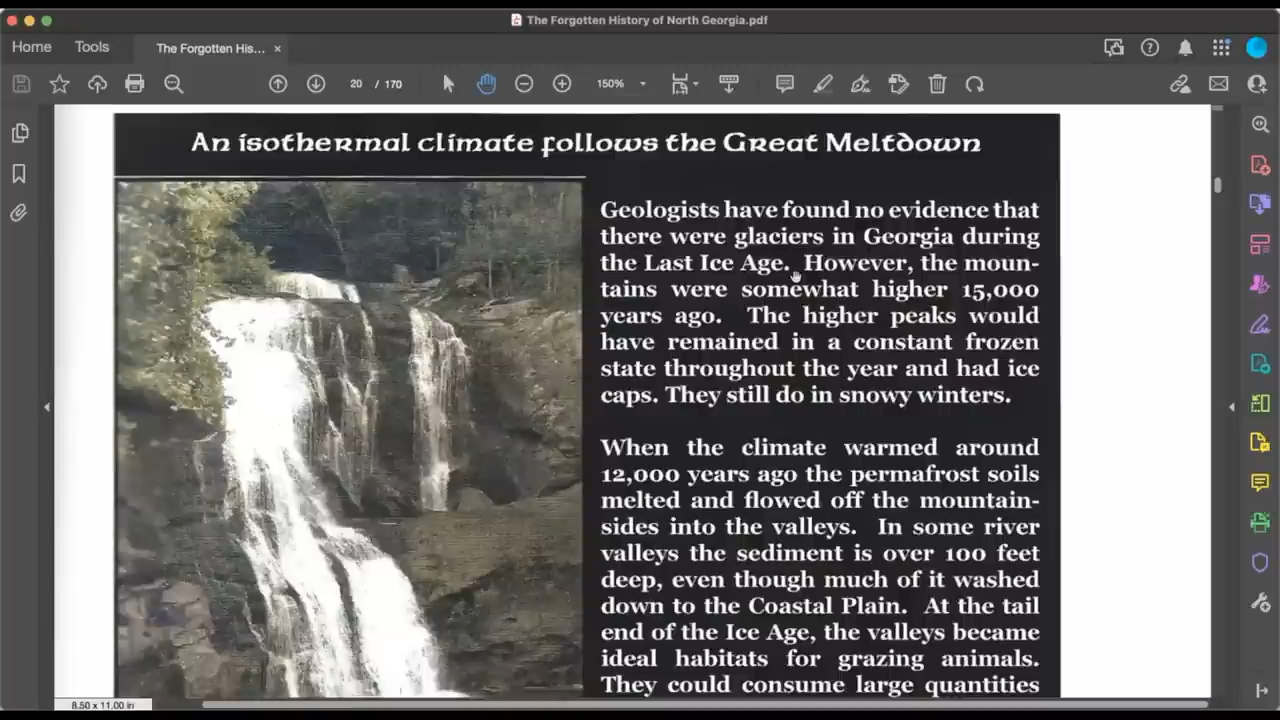 The Forgotten History of North Georgia.pdf
Home Tools The Forgotten His... ×
20 / 170 150%
An isothermal climate follows the Great Meltdown
Geologists have found no evidence that
there were glaciers in Georgia during
the Last Ice Age. However, the moun-
tains were somewhat higher 15,000
years ago. The higher peaks would
have remained in a constant frozen
state throughout the year and had ice
caps. They still do in snowy winters.
When the climate warmed around
12,000 years ago the permafrost soils
melted and flowed off the mountain-
sides into the valleys. In some river
valleys the sediment is over 100 feet
deep, even though much of it washed
down to the Coastal Plain. At the tail
end of the Ice Age, the valleys became
ideal habitats for grazing animals.
They could consume large quantities
8.50 x 11.00 in